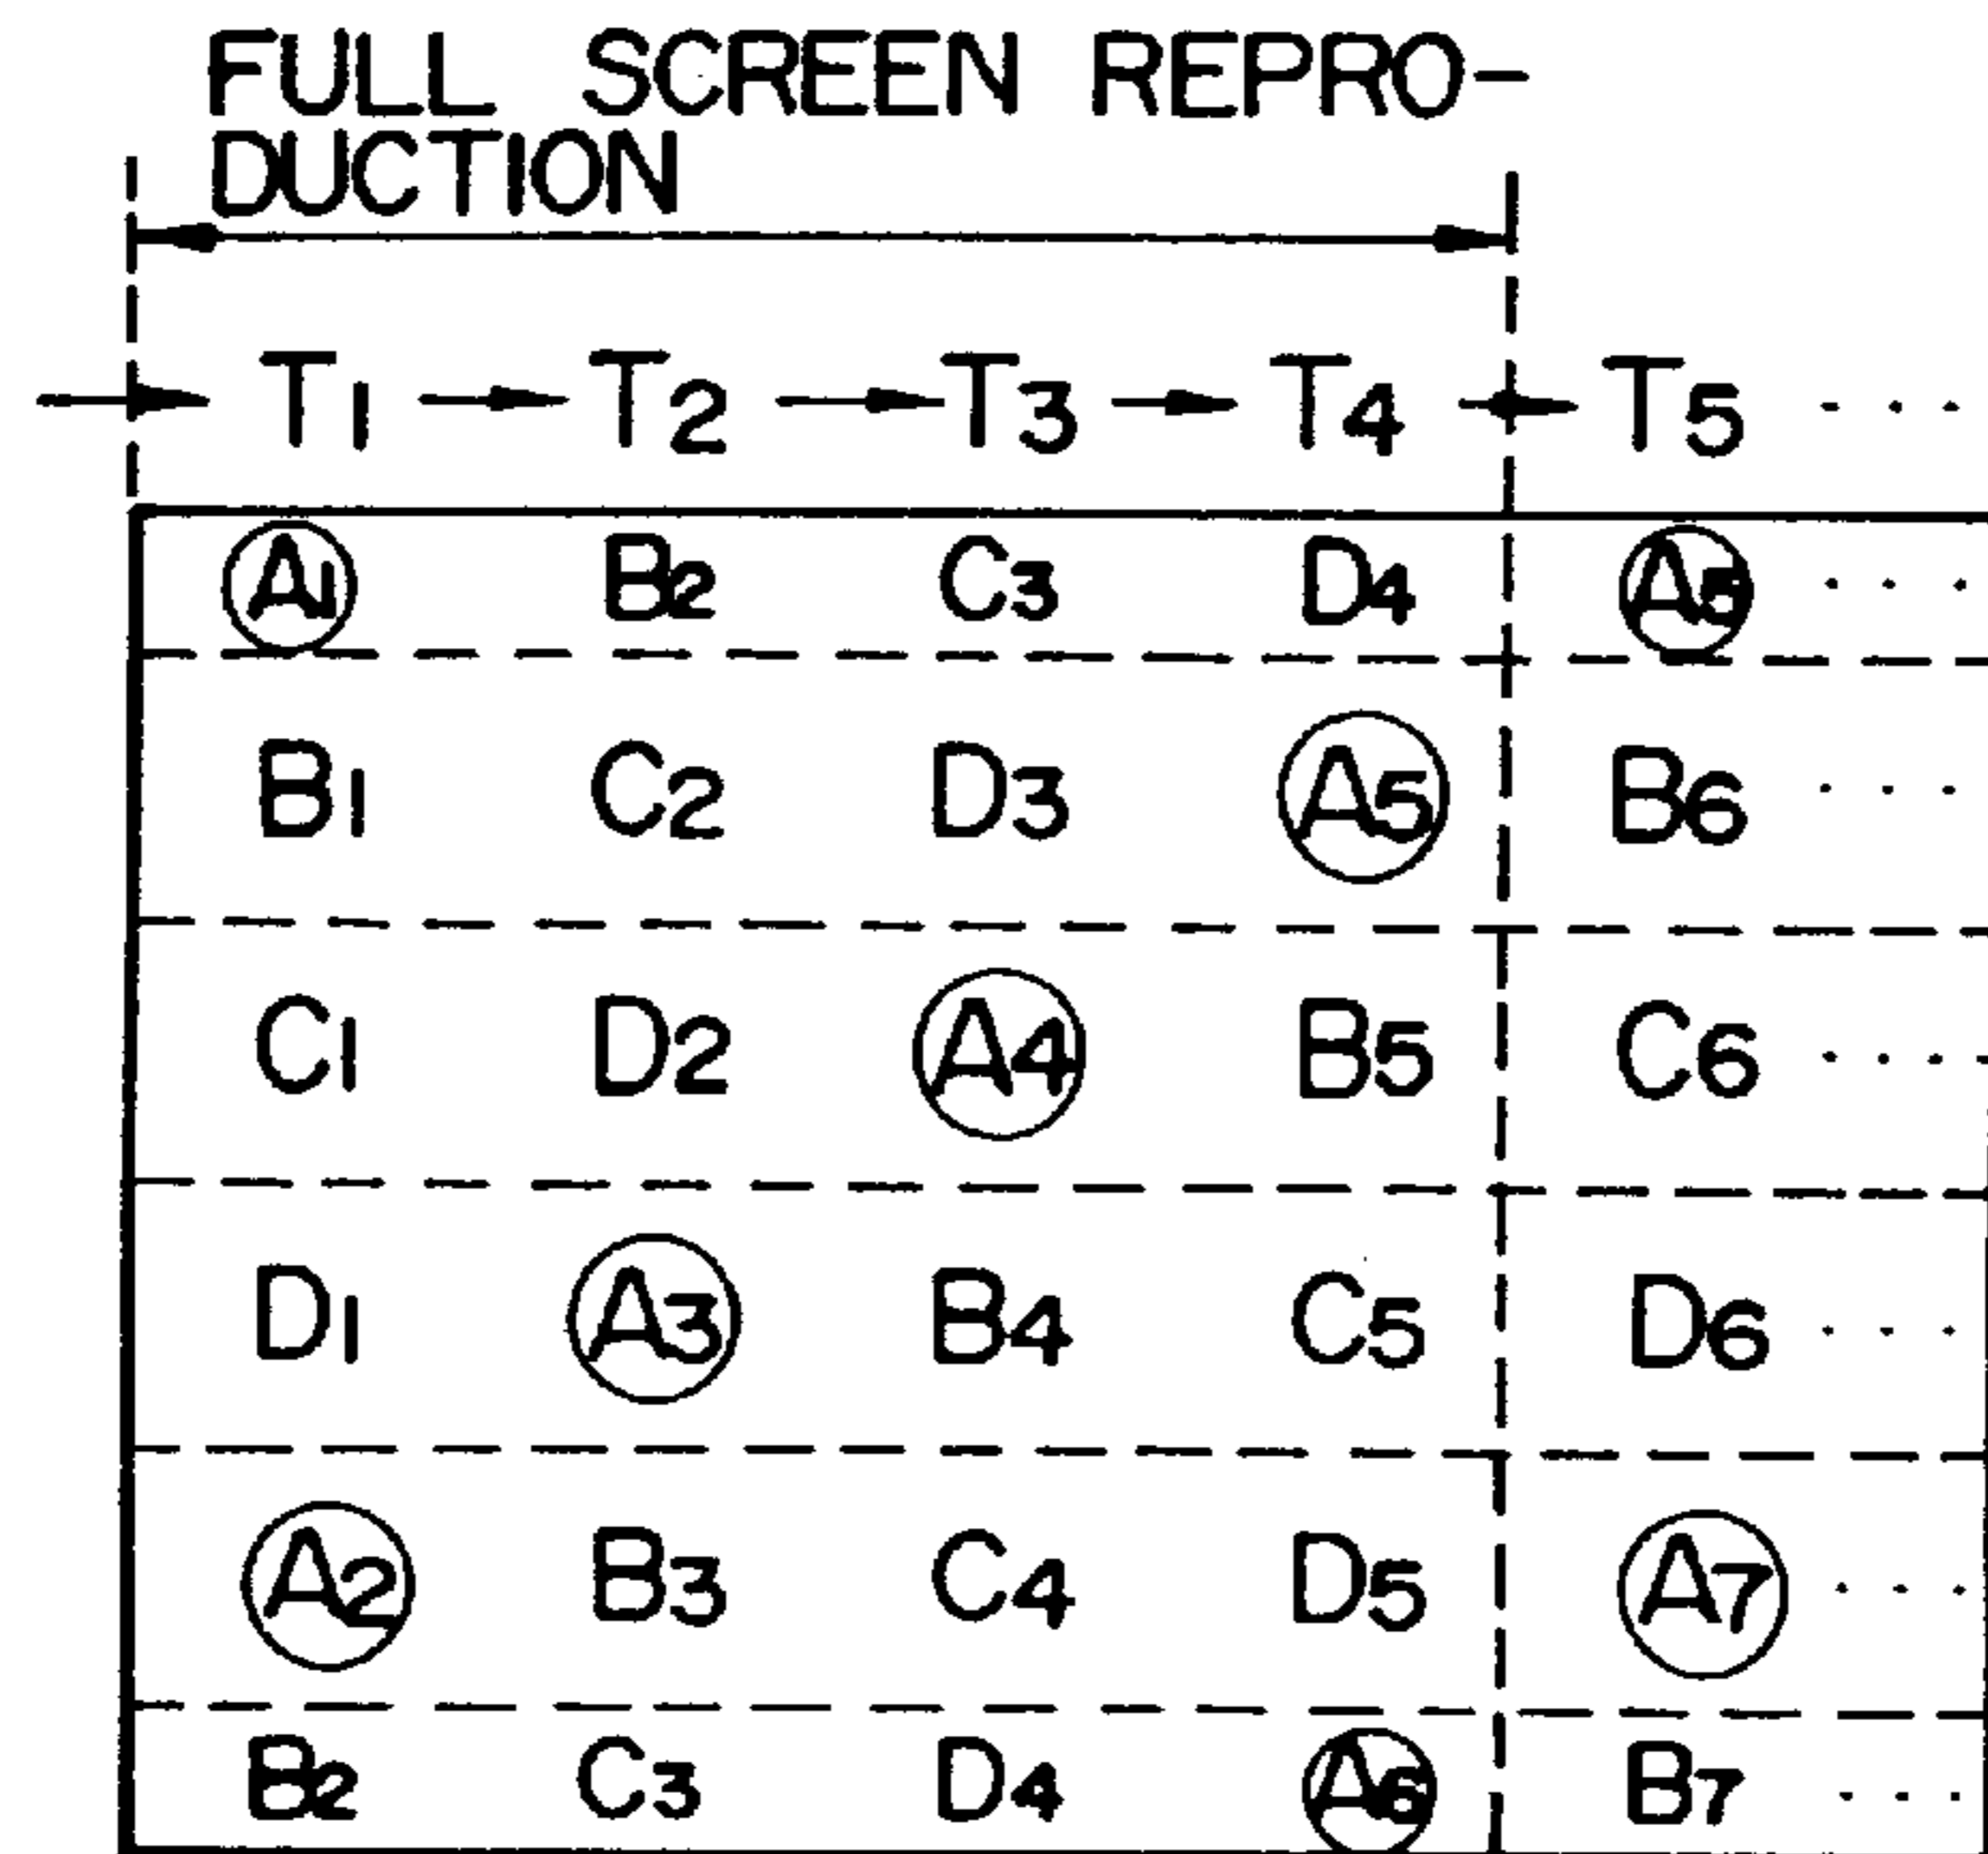 FULL SCREEN REPRO-
DUCTION
T1 T2 T3 T4 T5 . . .
A1 B2 C3 D4 A5 . . .
B1 C2 D3 A5 B6 . . .
C1 D2 A4 B5 C6 . . . .
D1 A3 B4 C5 D6 . . .
A2 B3 C4 D5 A7 . . .
B2 C3 D4 A6 B7 . . .